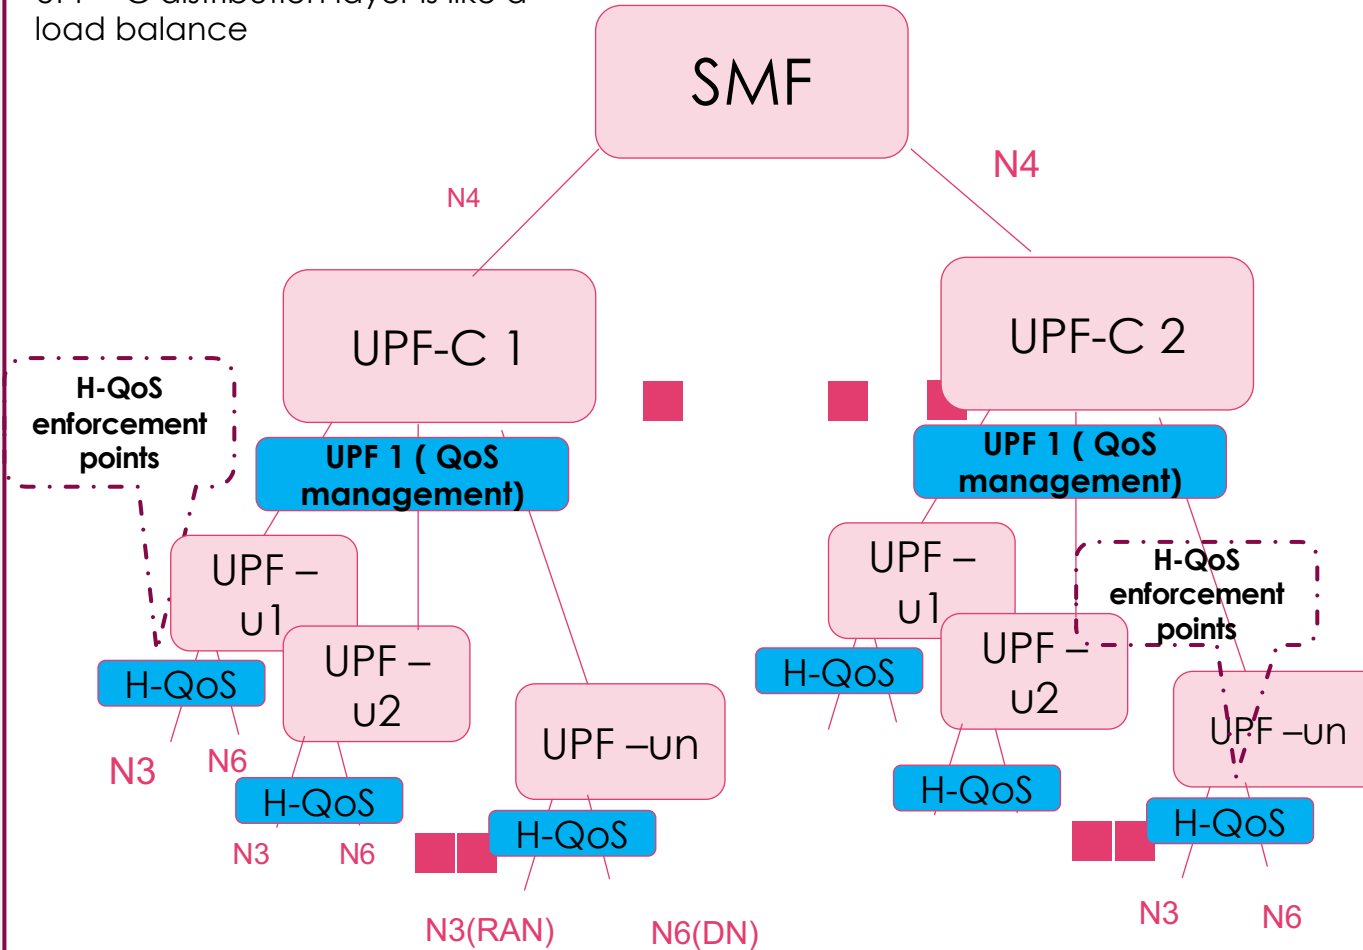 load balance
SMF
N4
N4
UPF-C 1
UPF-C 2
H-QoS
enforcement
points
UPF 1 ( QoS
management)
UPF 1 ( QoS
management)
UPF –
u1
UPF –
u2
UPF –un
H-QoS
H-QoS
H-QoS
N3
N6
N3
N6
N3(RAN)
N6(DN)
UPF –
u1
UPF –
u2
H-QoS
enforcement
points
UPF –un
H-QoS
H-QoS
H-QoS
N3
N6